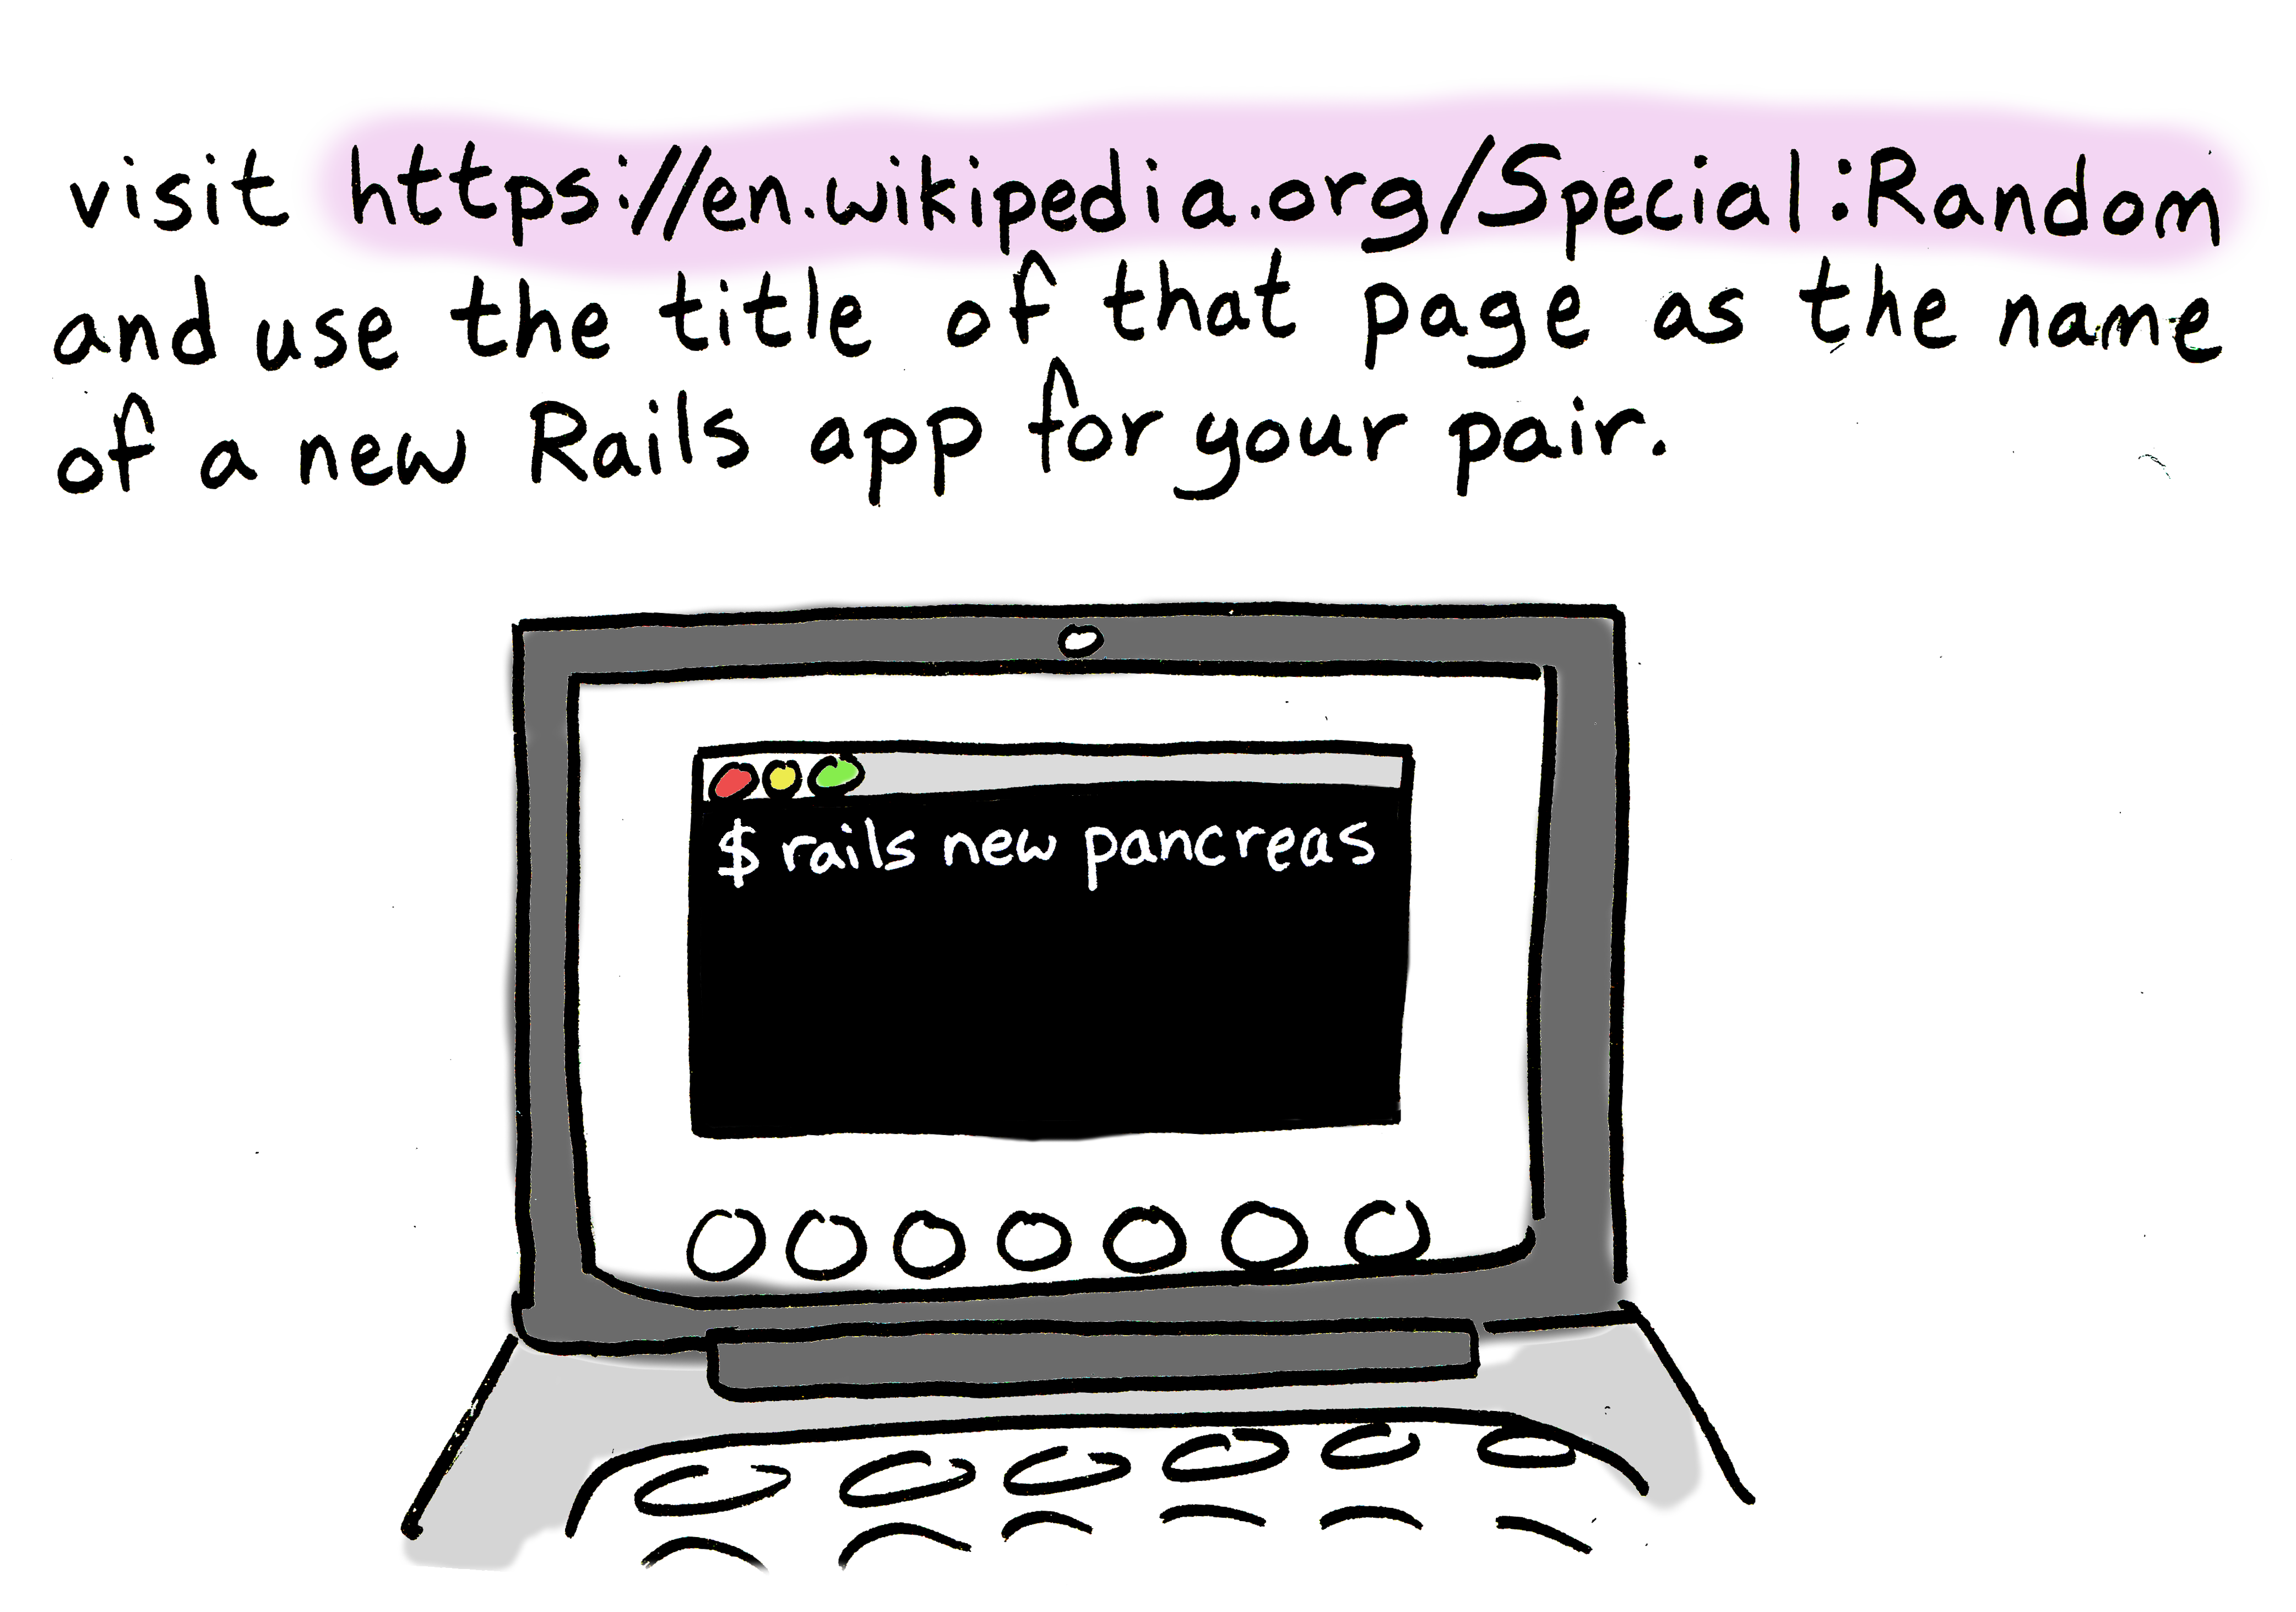 visit https://en.wikipedia.org/Special:Random
and use the title of that page as the name
of a new Rails app for your pair.
$ rails new pancreas